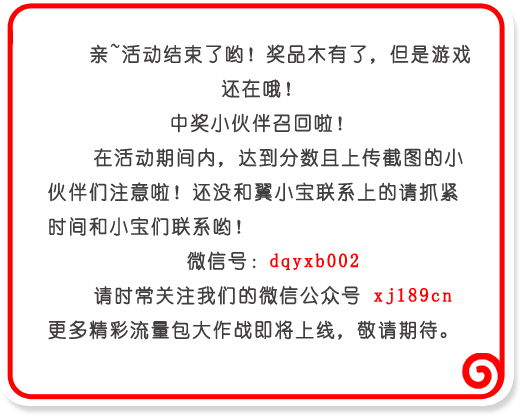 亲~活动结束了哟！奖品木有了，但是游戏
还在哦！
中奖小伙伴召回啦！
在活动期间内，达到分数且上传截图的小
伙伴们注意啦！还没和翼小宝联系上的请抓紧
时间和小宝们联系哟！
微信号：dqyxb002
请时常关注我们的微信公众号 xj189cn
更多精彩流量包大作战即将上线，敬请期待。